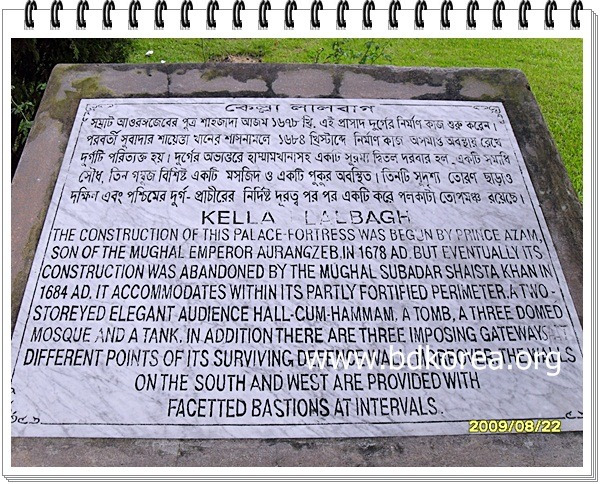 কেল্লা লালবাগ
সম্রাট আওরঙ্গজেবের পুত্র শাহজাদা আজম ১৬৭৮ খ্রি. এই প্রাসাদ দুর্গের নির্মাণ কাজ শুরু করেন।
পরবর্তী সুবাদার শায়েস্তা খানের শাসনামলে ১৬৮৪ খ্রিস্টাব্দে নির্মাণ কাজ অসমাপ্ত অবস্থায় রেখে
দুর্গটি পরিত্যক্ত হয়। দুর্গের অভ্যন্তরে হাম্মামখানাসহ একটি সুরম্য দ্বিতল দরবার হল, একটি সমাধি
সৌধ, তিন গম্বুজ বিশিষ্ট একটি মসজিদ ও একটি পুকুর অবস্থিত। তিনটি সুদৃশ্য তোরণ ছাড়াও
দক্ষিণ এবং পশ্চিমের দুর্গ- প্রাচীরের নির্দিষ্ট দূরত্ব পর পর একটি করে পলকাটা তোপমঞ্চ রয়েছে।
KELLA LALBAGH
THE CONSTRUCTION OF THIS PALACE-FORTRESS WAS BEGUN BY PRINCE AZAM,
SON OF THE MUGHAL EMPEROR AURANGZEB, IN 1678 AD. BUT EVENTUALLY ITS
CONSTRUCTION WAS ABANDONED BY THE MUGHAL SUBADAR SHAISTA KHAN IN
1684 AD. IT ACCOMMODATES WITHIN ITS PARTLY FORTIFIED PERIMETER, A TWO-
STOREYED ELEGANT AUDIENCE HALL-CUM-HAMMAM, A TOMB, A THREE DOMED
MOSQUE AND A TANK. IN ADDITION THERE ARE THREE IMPOSING GATEWAYS AT
DIFFERENT POINTS OF ITS SURVIVING DEFENCE WALL. MOREOVER, THE WALLS
ON THE SOUTH AND WEST ARE PROVIDED WITH
FACETTED BASTIONS AT INTERVALS.
www.bdkorea.org
2009/08/22